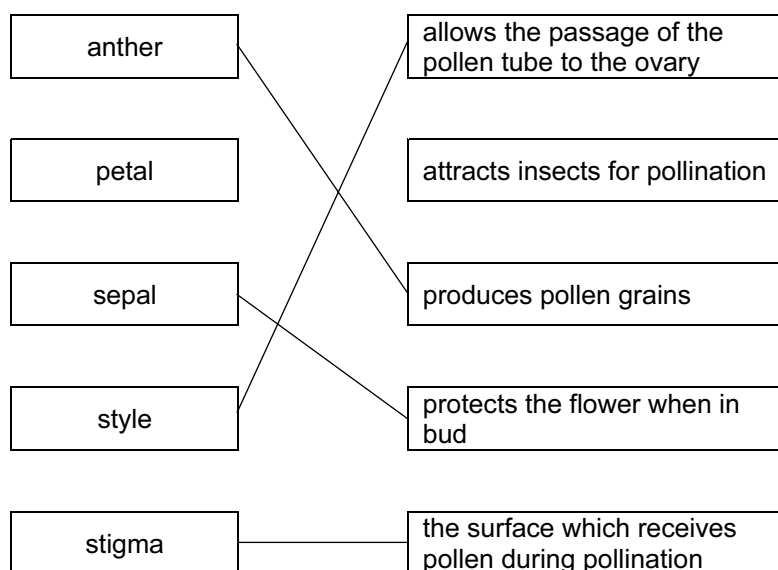 anther
allows the passage of the
pollen tube to the ovary
petal
attracts insects for pollination
sepal
produces pollen grains
style
protects the flower when in
bud
stigma
the surface which receives
pollen during pollination